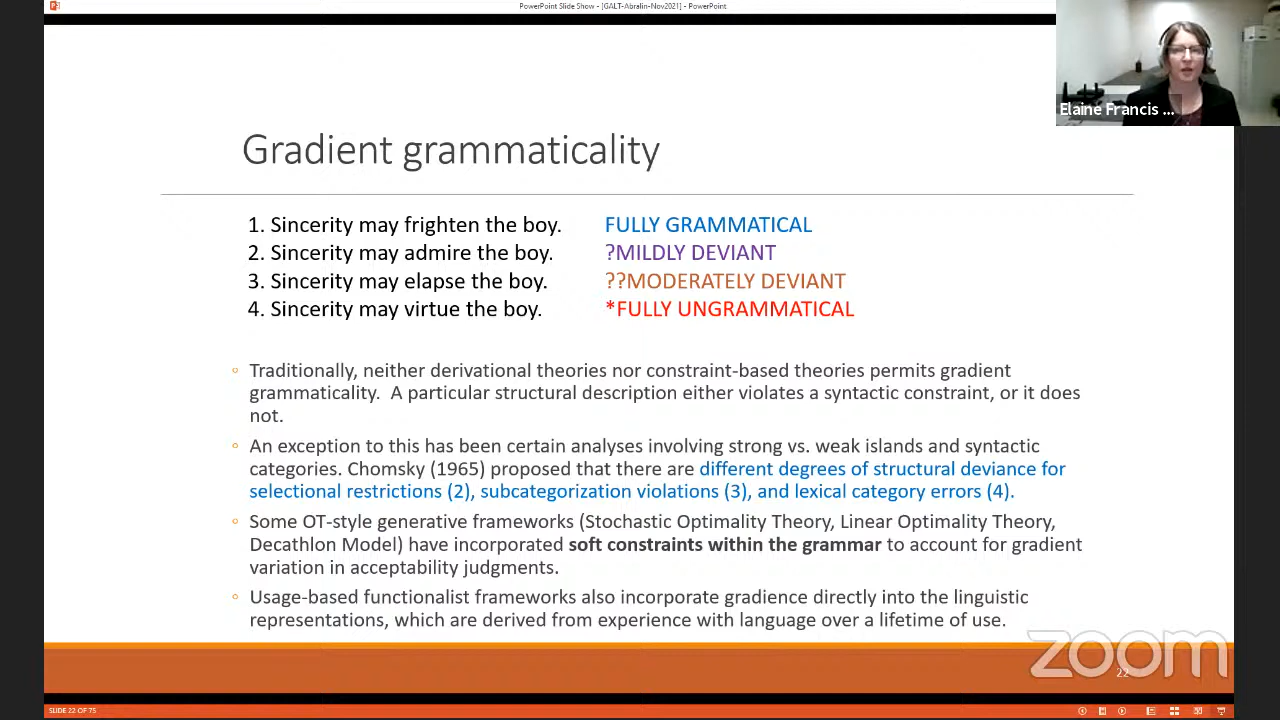 PowerPoint Slide Show - [GALT-Abralin-Nov2021] - PowerPoint
Elaine Francis ...
Gradient grammaticality
1. Sincerity may frighten the boy. FULLY GRAMMATICAL
2. Sincerity may admire the boy. ?MILDLY DEVIANT
3. Sincerity may elapse the boy. ??MODERATELY DEVIANT
4. Sincerity may virtue the boy. *FULLY UNGRAMMATICAL
Traditionally, neither derivational theories nor constraint-based theories permits gradient
grammaticality. A particular structural description either violates a syntactic constraint, or it does
not.
An exception to this has been certain analyses involving strong vs. weak islands and syntactic
categories. Chomsky (1965) proposed that there are different degrees of structural deviance for
selectional restrictions (2), subcategorization violations (3), and lexical category errors (4).
Some OT-style generative frameworks (Stochastic Optimality Theory, Linear Optimality Theory,
Decathlon Model) have incorporated soft constraints within the grammar to account for gradient
variation in acceptability judgments.
Usage-based functionalist frameworks also incorporate gradience directly into the linguistic
representations, which are derived from experience with language over a lifetime of use.
zoom
22
SLIDE 22 OF 75